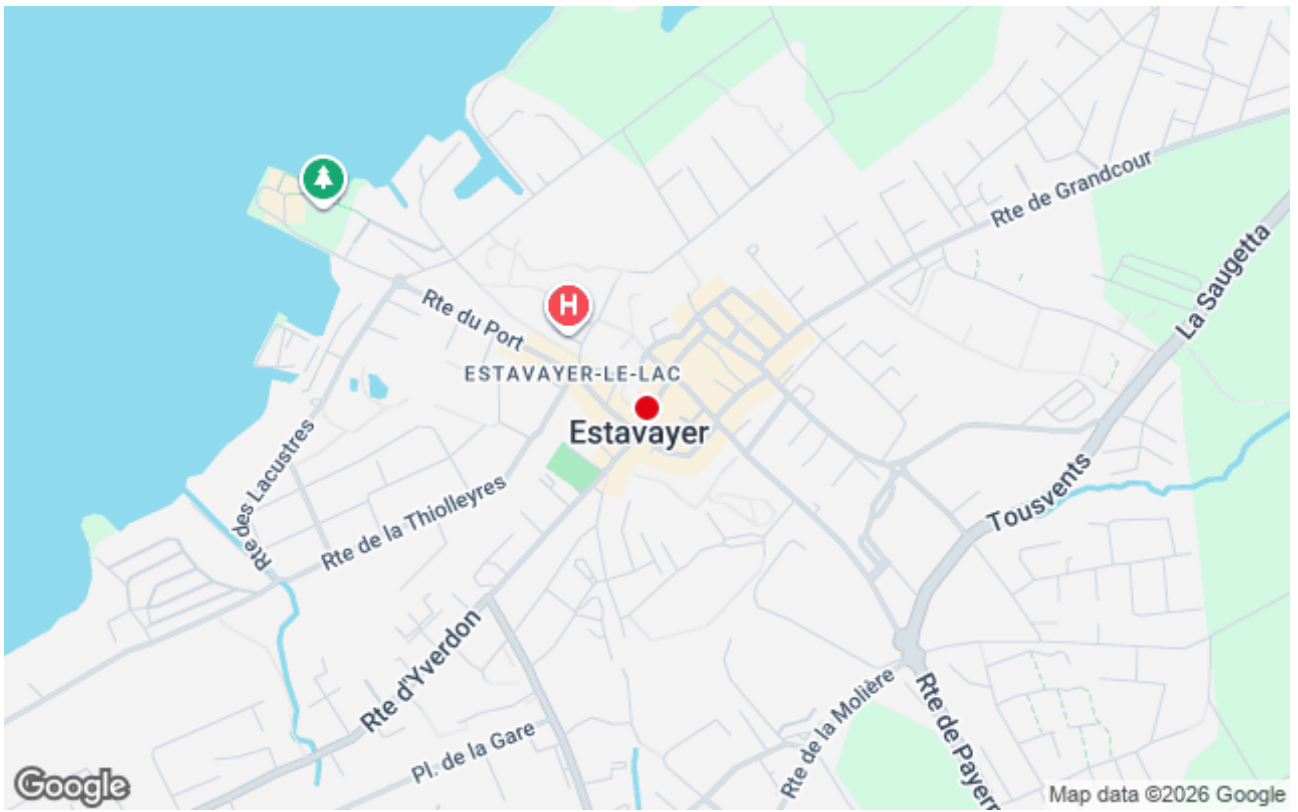 Rte de Grandcour
La Saugetta
H
Rte du Port
ESTAVAYER-LE-LAC
Estavayer
Rte des Lacustres
Rte de la Thiolleyres
Tousvents
Rte d'Yverdon
Pl. de la Gare
Rte de la Molière
Rte de Payern
Google
Map data ©2026 Google